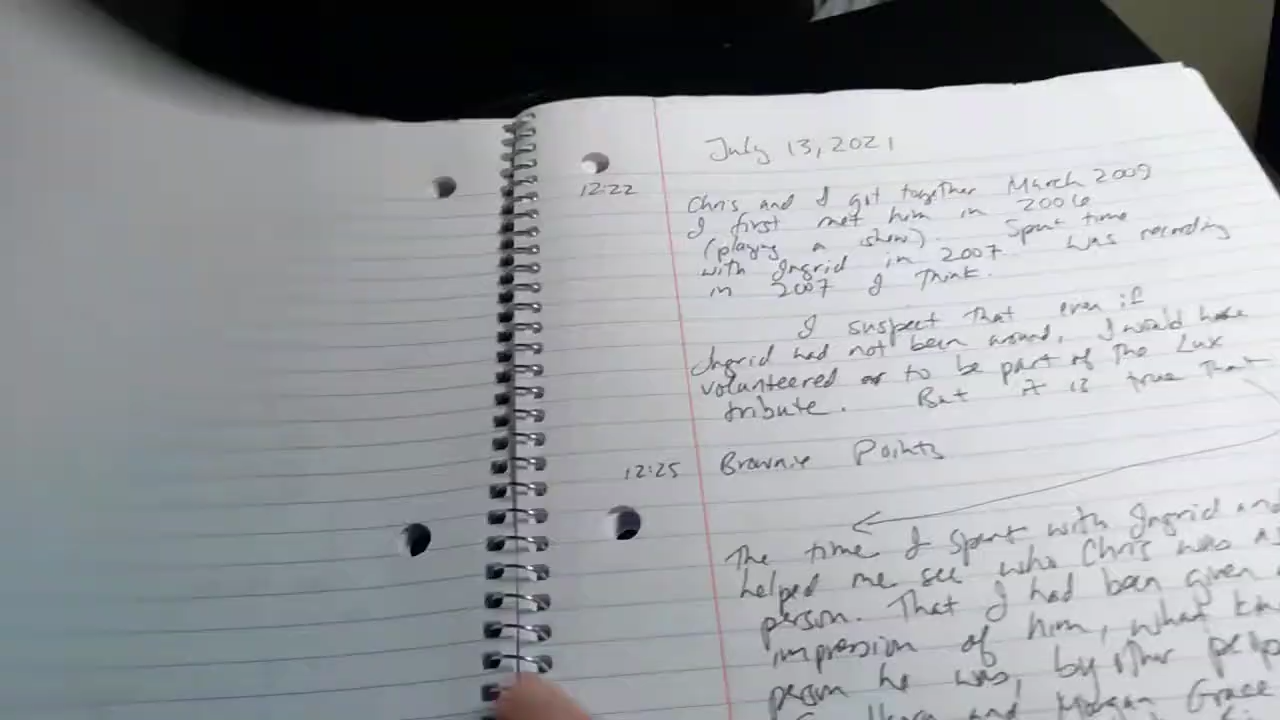 July 13, 2021
12:22
Chris and I got together March 2009
I first met him in 2006
(playing a show). Spent time
with Ingrid in 2007. Was recording
in 2007 I think.
I suspect that even if
Ingrid had not been around, I would have
volunteered or to be part of the Lux
tribute. But it is true that
12:25 Brownie Points
The time I spent with Ingrid and
helped me see who Chris was as
person. That I had been given
impression of him, what
person he was, by other
and Morgan Grace